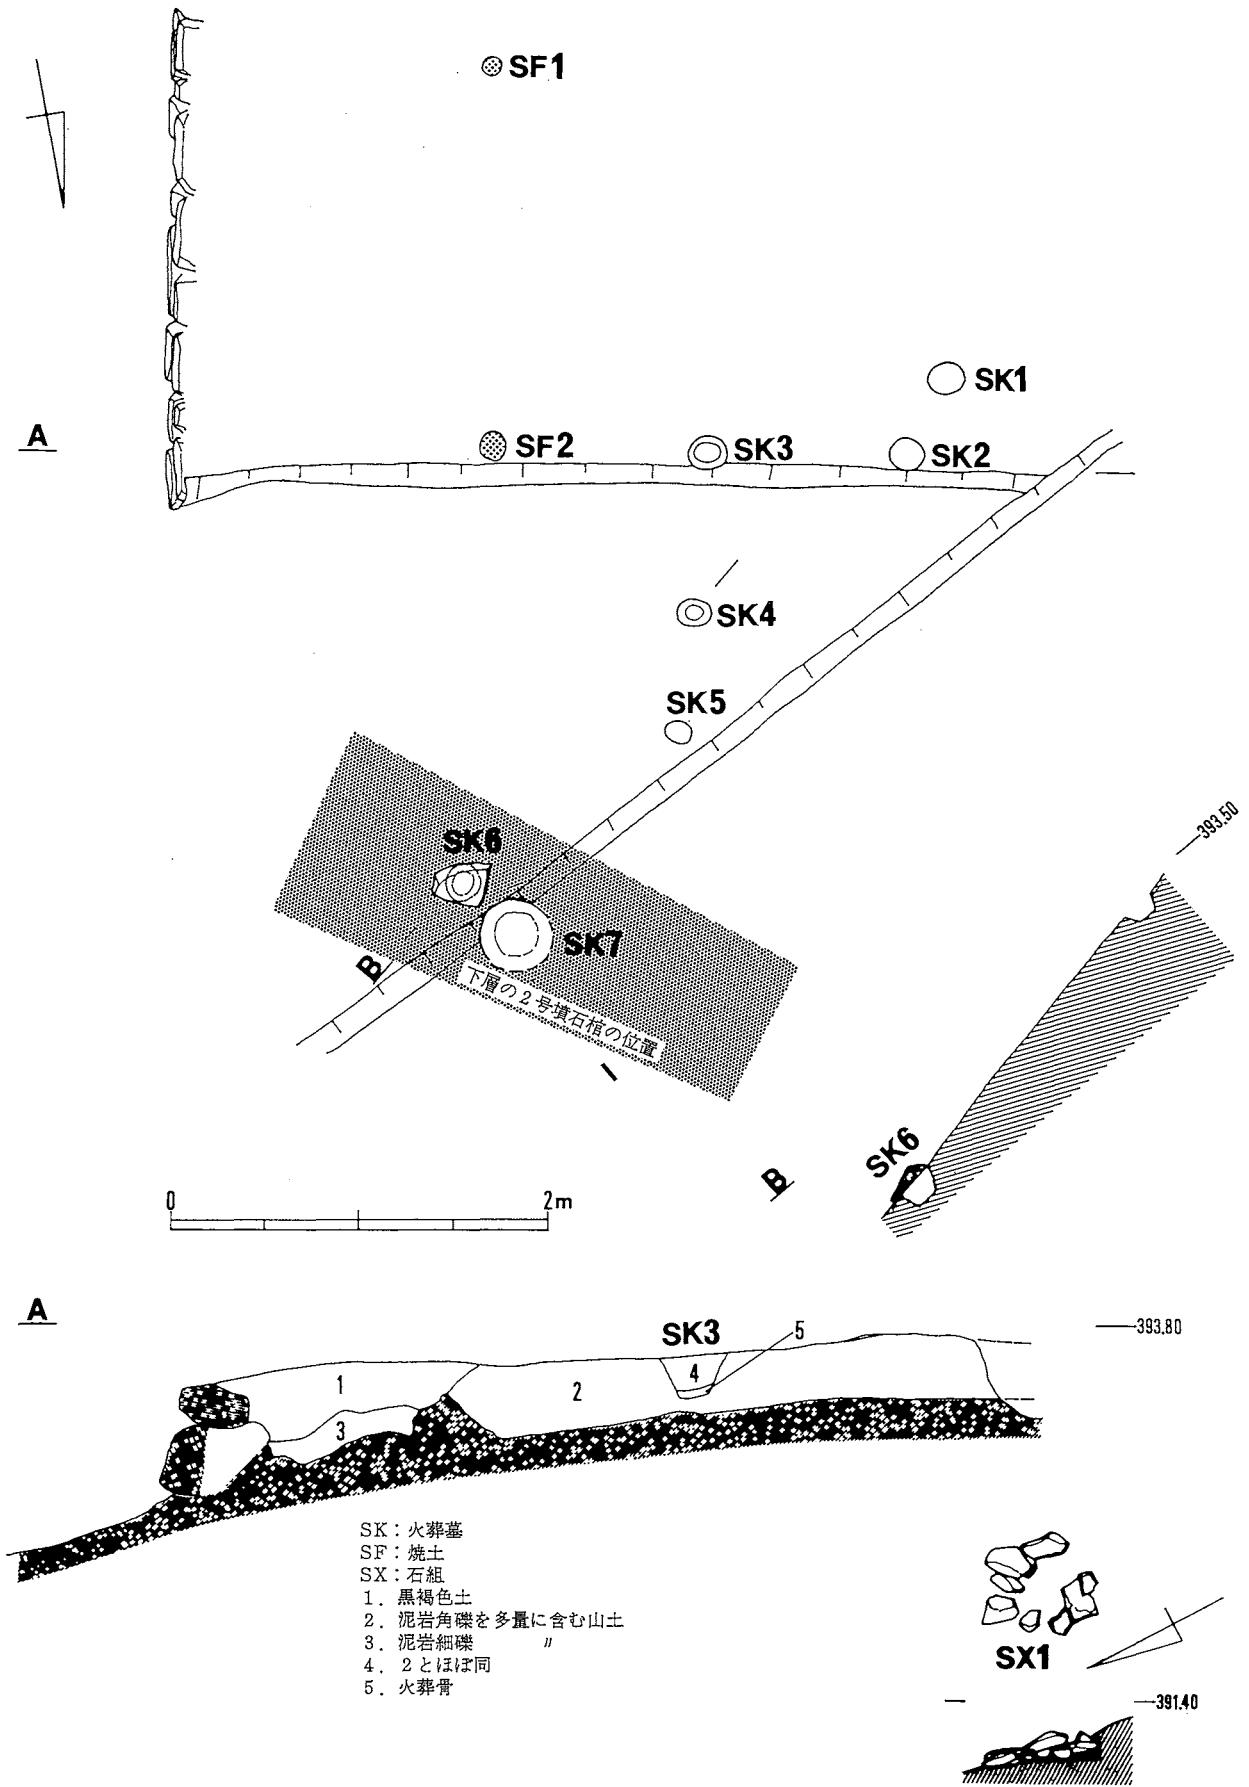 SF1
SK1
A
SF2
SK3
SK2
SK4
SK5
SK6
SK7
B
下層の2号墳石棺の位置
393.50
SK6
B
0 2m
A
SK3
5
393.80
1
2
3
4
SK:火葬墓
SF:焼土
SX:石組
1. 黒褐色土
2. 泥岩角礫を多量に含む山土
3. 泥岩細礫 〃
4. 2とほぼ同
5. 火葬骨
SX1
391.40